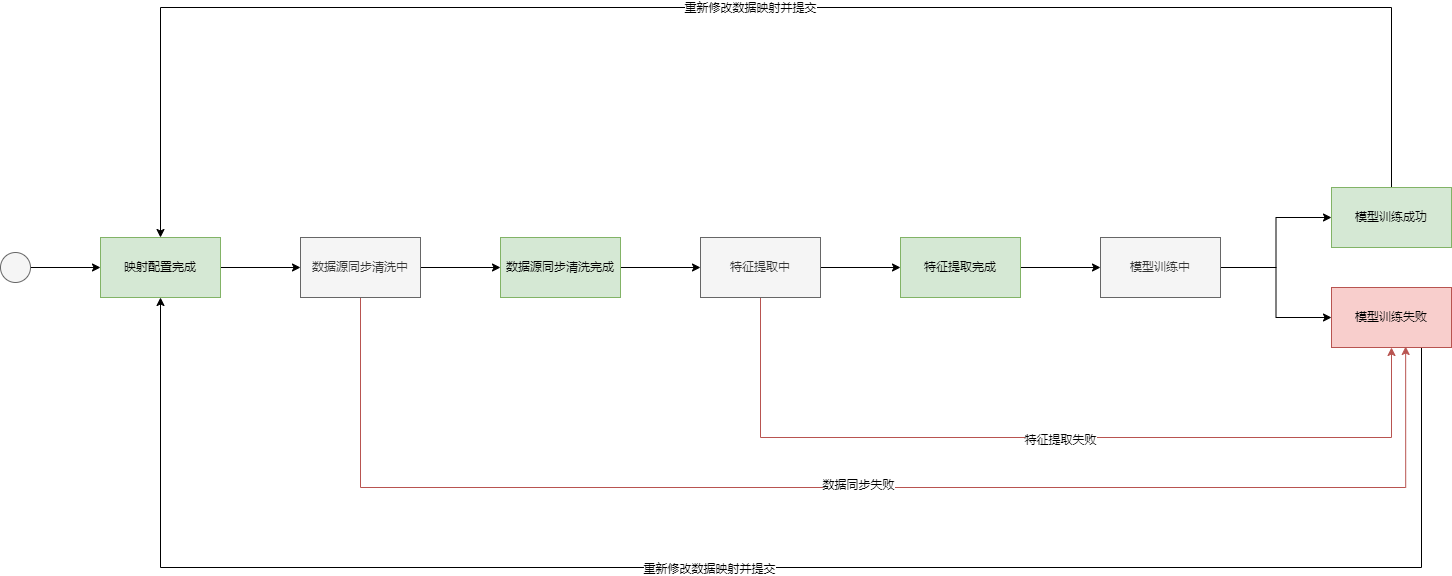 重新修改数据映射并提交
模型训练成功
映射配置完成
数据源同步清洗中
数据源同步清洗完成
特征提取中
特征提取完成
模型训练中
模型训练失败
特征提取失败
数据同步失败
重新修改数据映射并提交